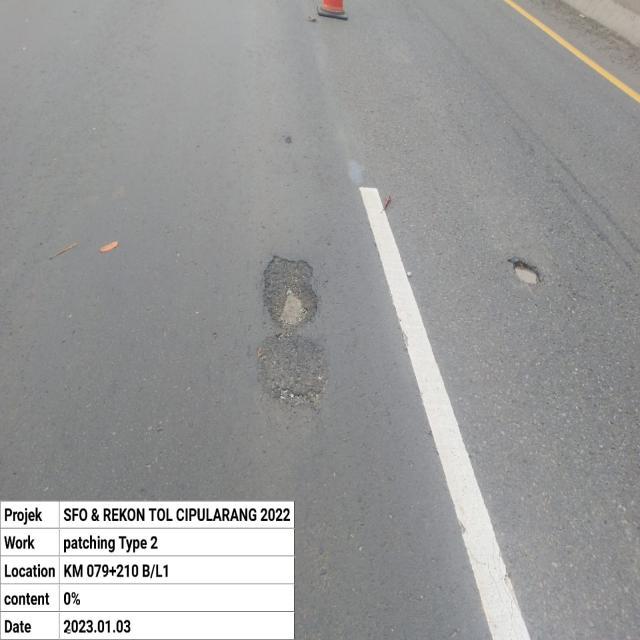 Projek SFO & REKON TOL CIPULARANG 2022
Work patching Type 2
Location KM 079+210 B/L1
content 0%
Date 2023.01.03